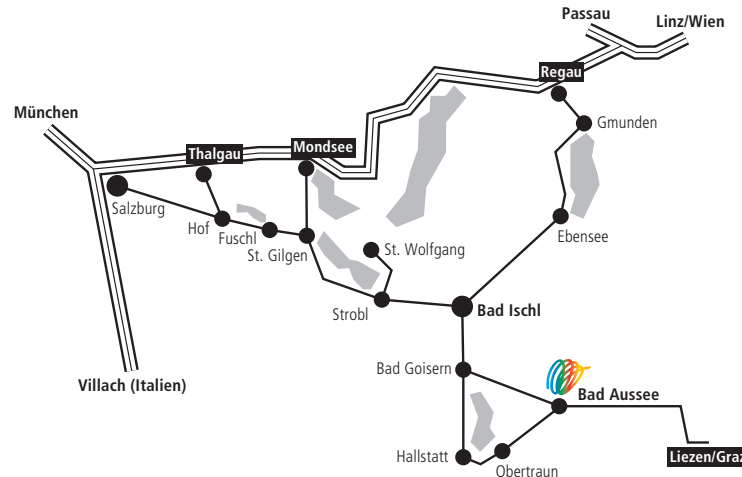 Passau
Linz/Wien
Regau
München
Gmunden
Thalgau
Mondsee
Salzburg
Hof
Fuschl
St. Gilgen
St. Wolfgang
Ebensee
Strobl
Bad Ischl
Bad Goisern
Villach (Italien)
Bad Aussee
Hallstatt
Obertraun
Liezen/Graz